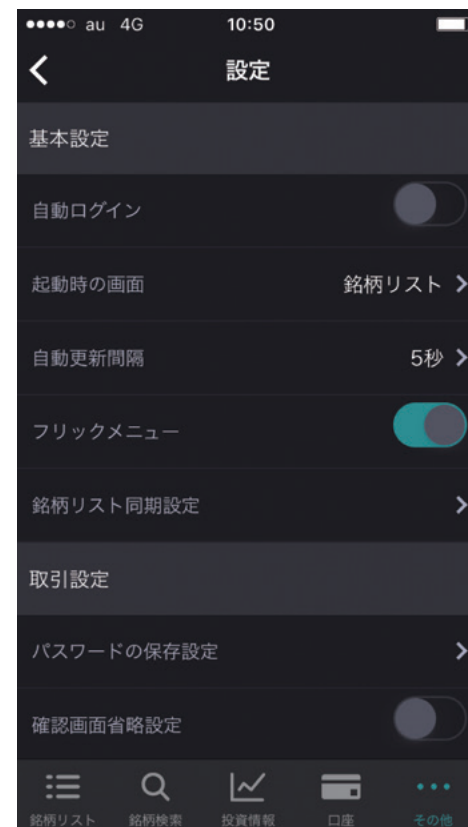 au 4G 10:50
設定
基本設定
自動ログイン
起動時の画面 銘柄リスト
自動更新間隔 5秒
フリックメニュー
銘柄リスト同期設定
取引設定
パスワードの保存設定
確認画面省略設定
銘柄リスト 銘柄検索 投資情報 口座 その他